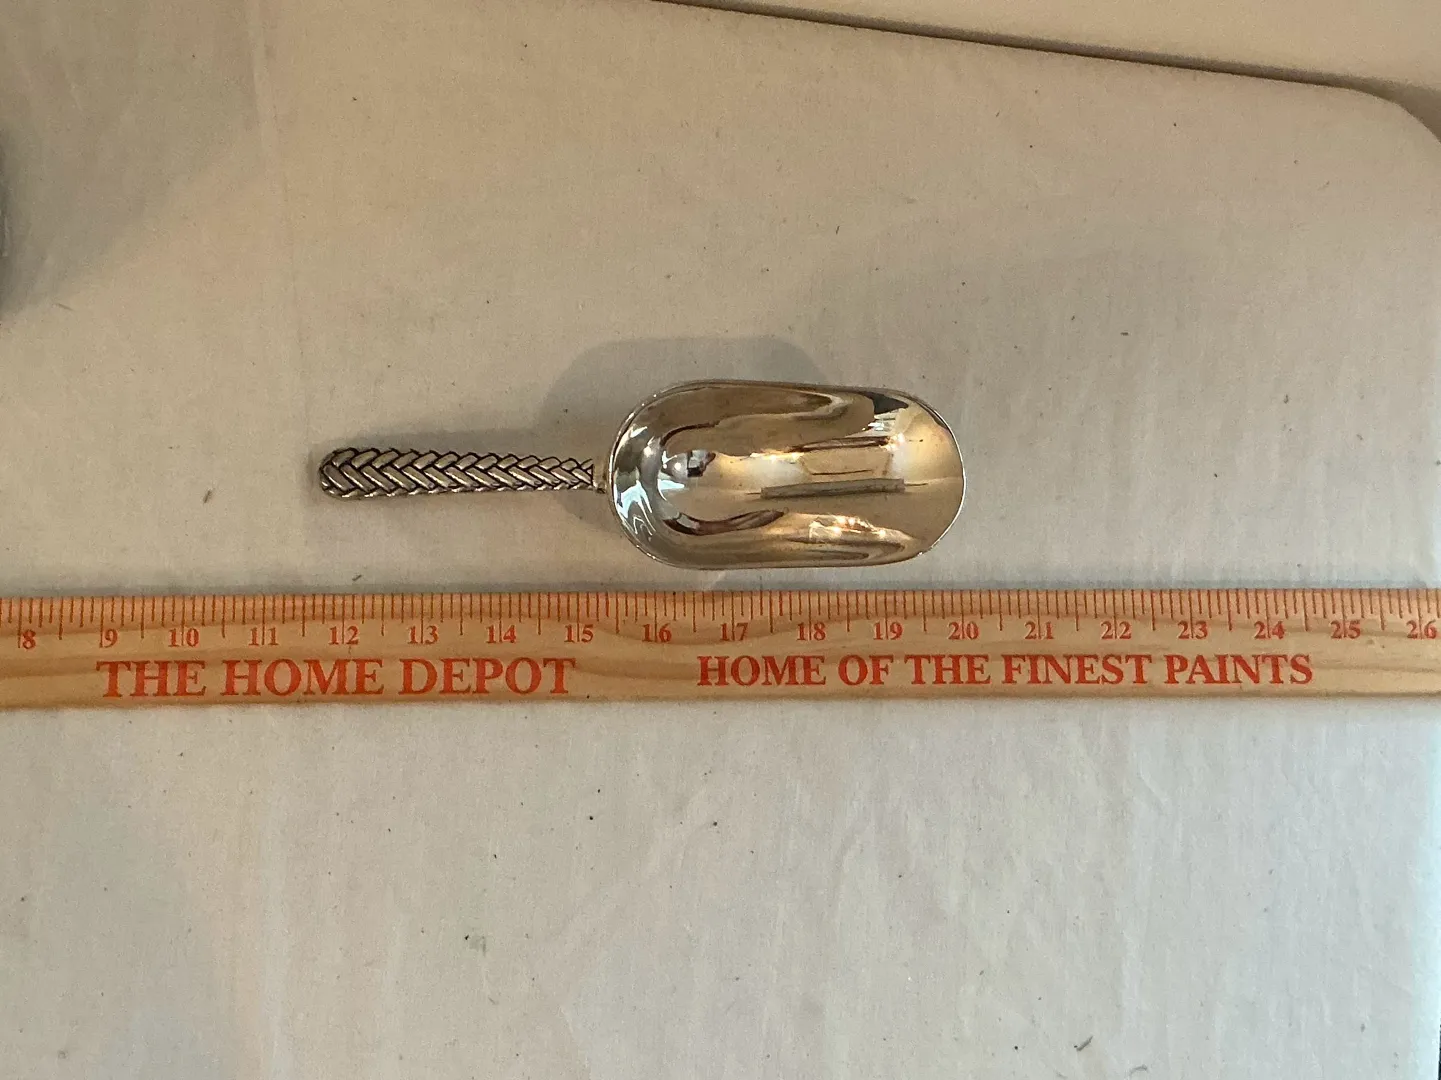 8 9 10 11 12 13 14 15 16 17 18 19 20 21 22 23 24 25 26
THE HOME DEPOT HOME OF THE FINEST PAINTS